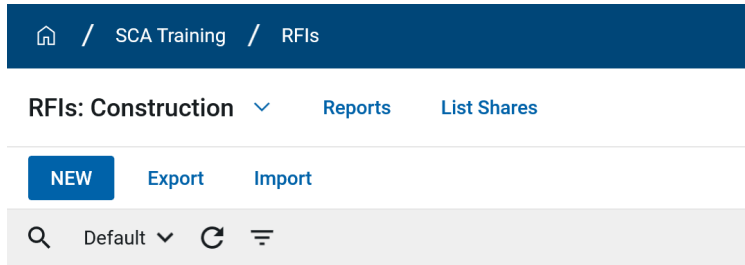 / SCA Training / RFIs
RFIs: Construction Reports List Shares
NEW Export Import
Default